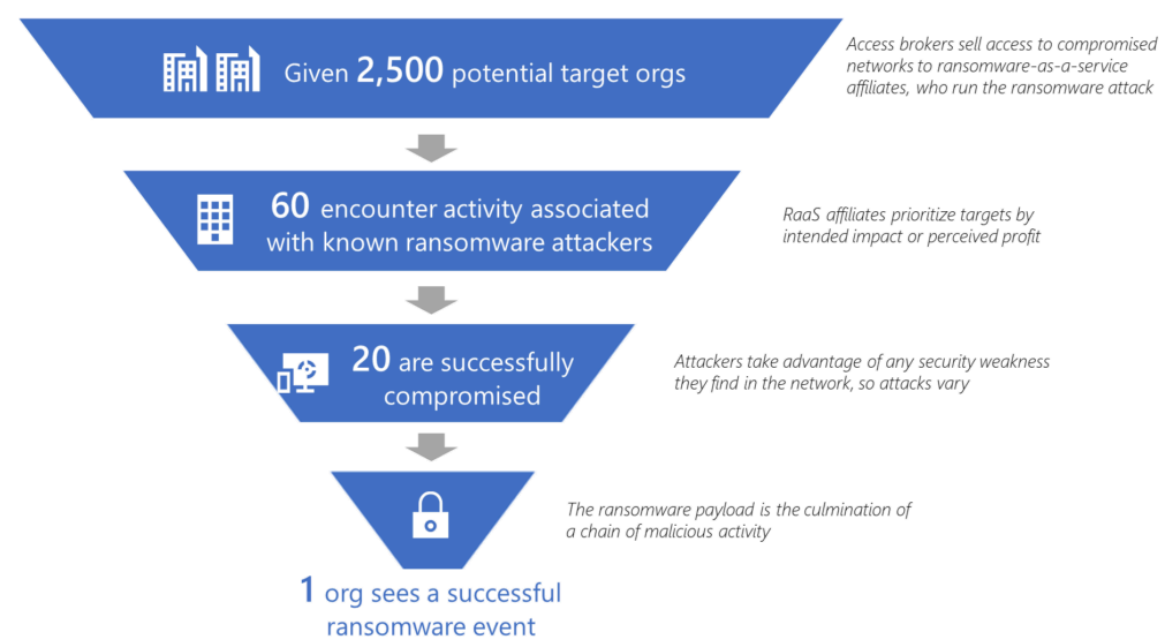 Given 2,500 potential target orgs
Access brokers sell access to compromised
networks to ransomware-as-a-service
affiliates, who run the ransomware attack
60 encounter activity associated
with known ransomware attackers
RaaS affiliates prioritize targets by
intended impact or perceived profit
20 are successfully
compromised
Attackers take advantage of any security weakness
they find in the network, so attacks vary
The ransomware payload is the culmination of
a chain of malicious activity
1 org sees a successful
ransomware event